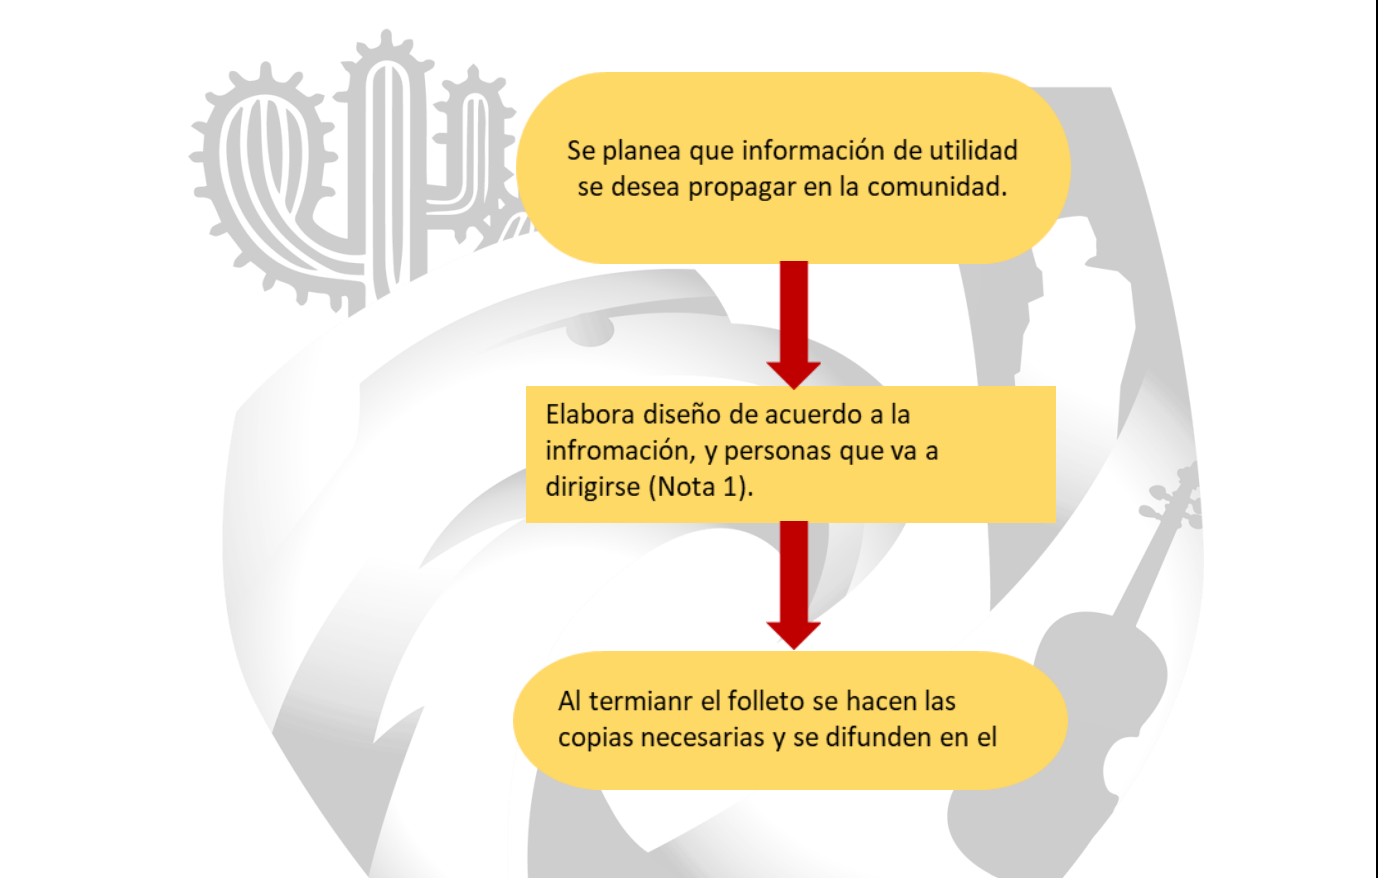 Se planea que información de utilidad
se desea propagar en la comunidad.
Elabora diseño de acuerdo a la
infromación, y personas que va a
dirigirse (Nota 1).
Al termianr el folleto se hacen las
copias necesarias y se difunden en el